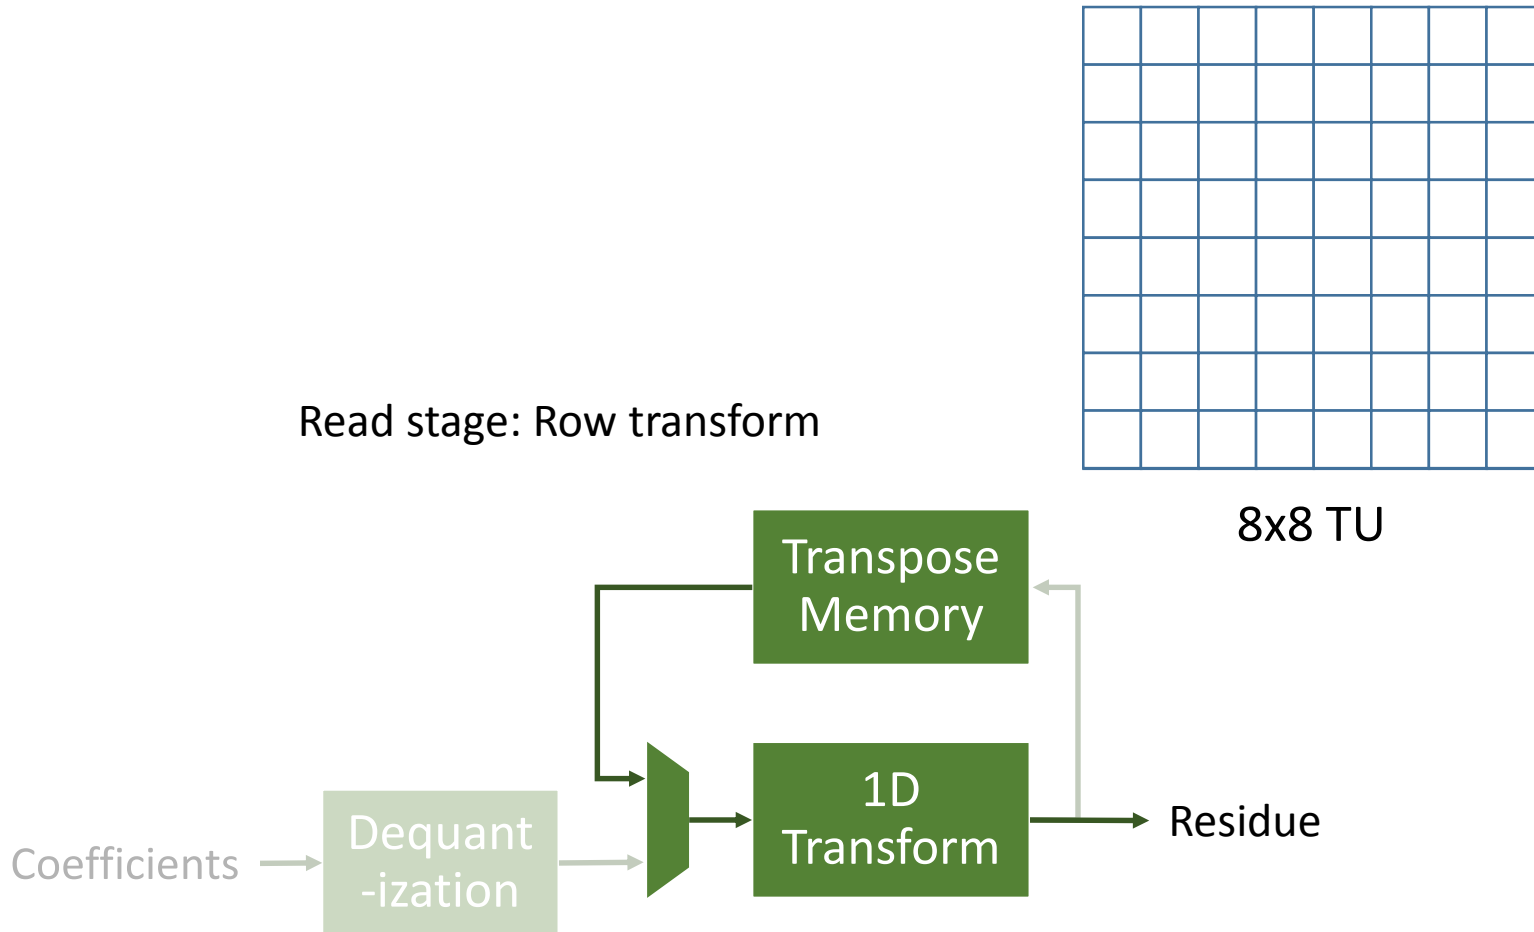 Read stage: Row transform
8x8 TU
Transpose
Memory
1D
Transform
Residue
Coefficients
Dequant
-ization